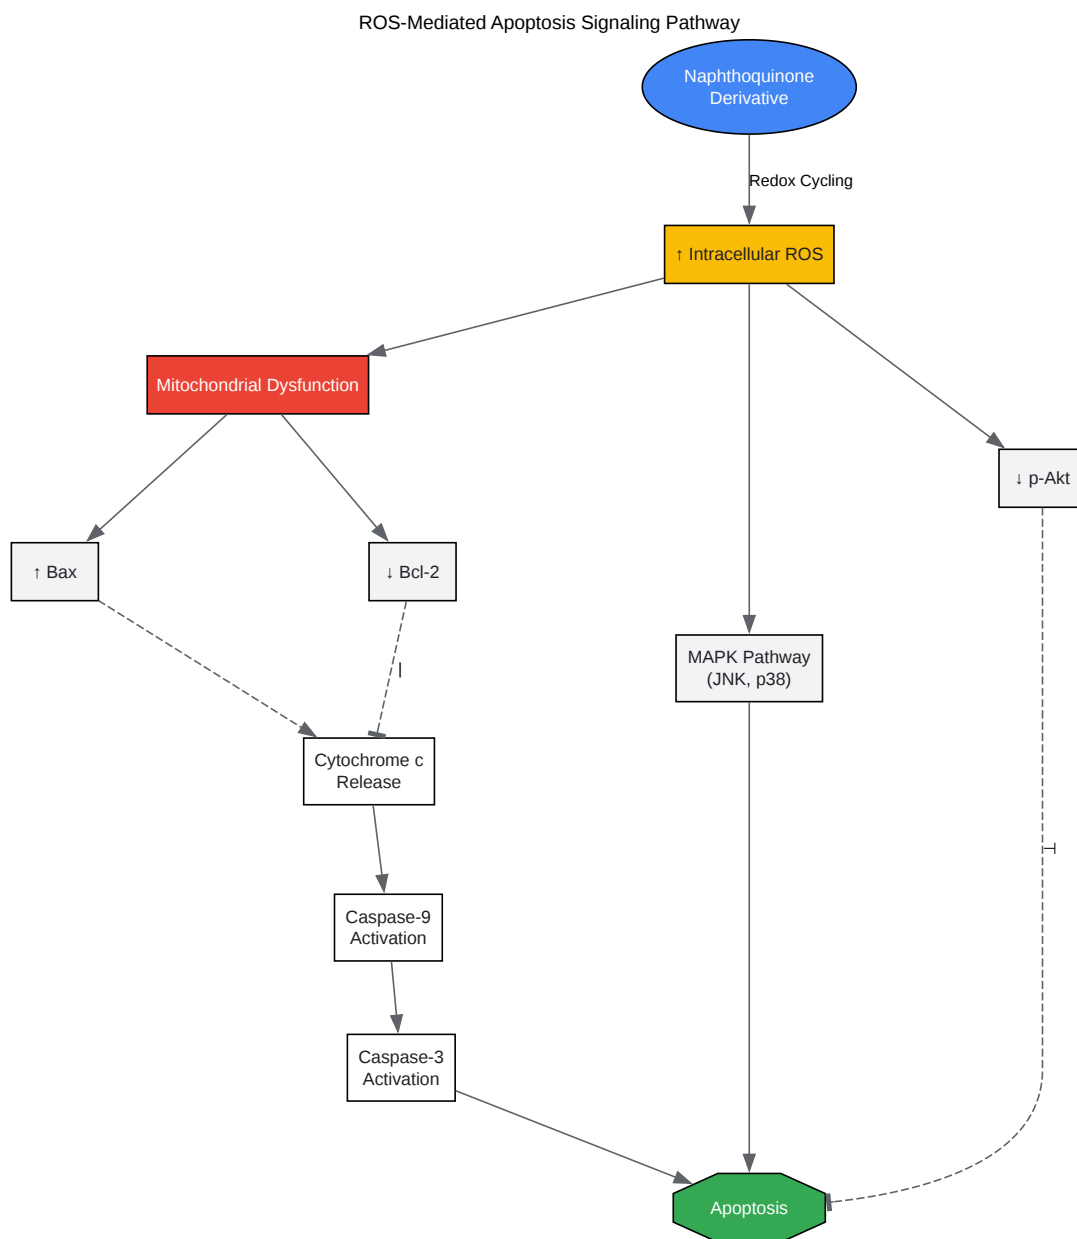 ROS-Mediated Apoptosis Signaling Pathway
Naphthoquinone
Derivative
Redox Cycling
↑ Intracellular ROS
Mitochondrial Dysfunction
↓ p-Akt
↑ Bax
↓ Bcl-2
MAPK Pathway
(JNK, p38)
|
Cytochrome c
Release
⊣
Caspase-9
Activation
Caspase-3
Activation
Apoptosis